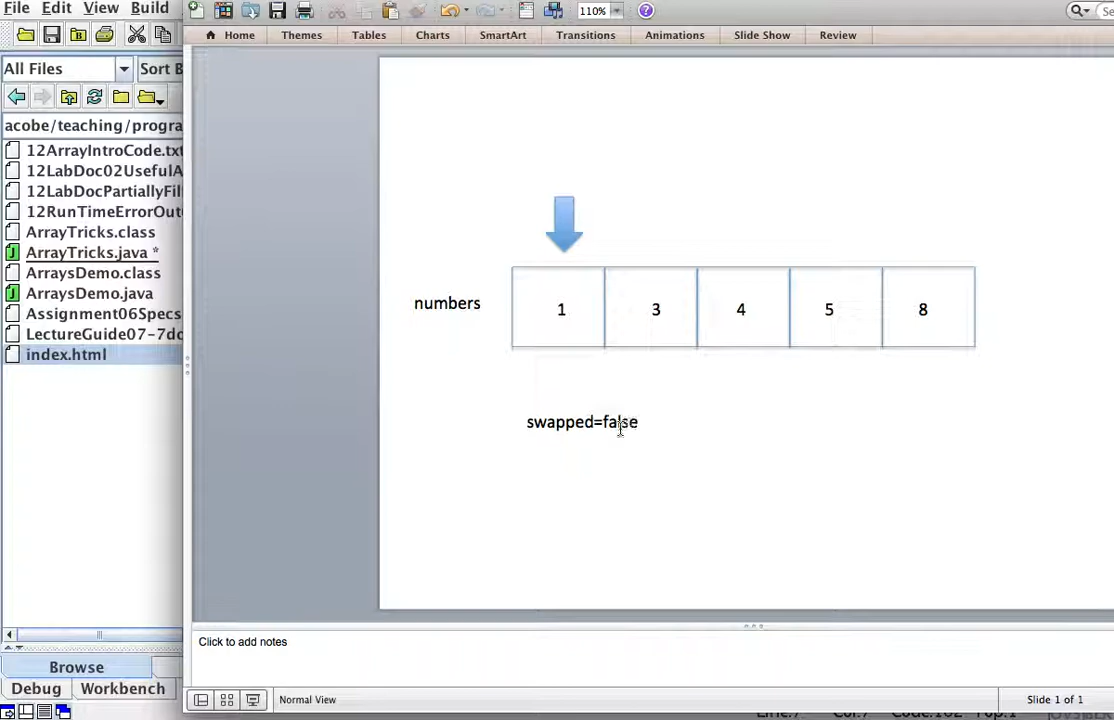 File Edit View Build
110%
Se
All Files
Sort B
Home Themes Tables Charts SmartArt Transitions Animations Slide Show Review
acobe/teaching/progra
12ArrayIntroCode.txt
12LabDoc02UsefulA
12LabDocPartiallyFil
12RunTimeErrorOut
ArrayTricks.class
ArrayTricks.java *
ArraysDemo.class
ArraysDemo.java
Assignment06Specs
LectureGuide07-7do
index.html
numbers 1 3 4 5 8
swapped=false
Click to add notes
Browse
Debug Workbench
Normal View
Slide 1 of 1